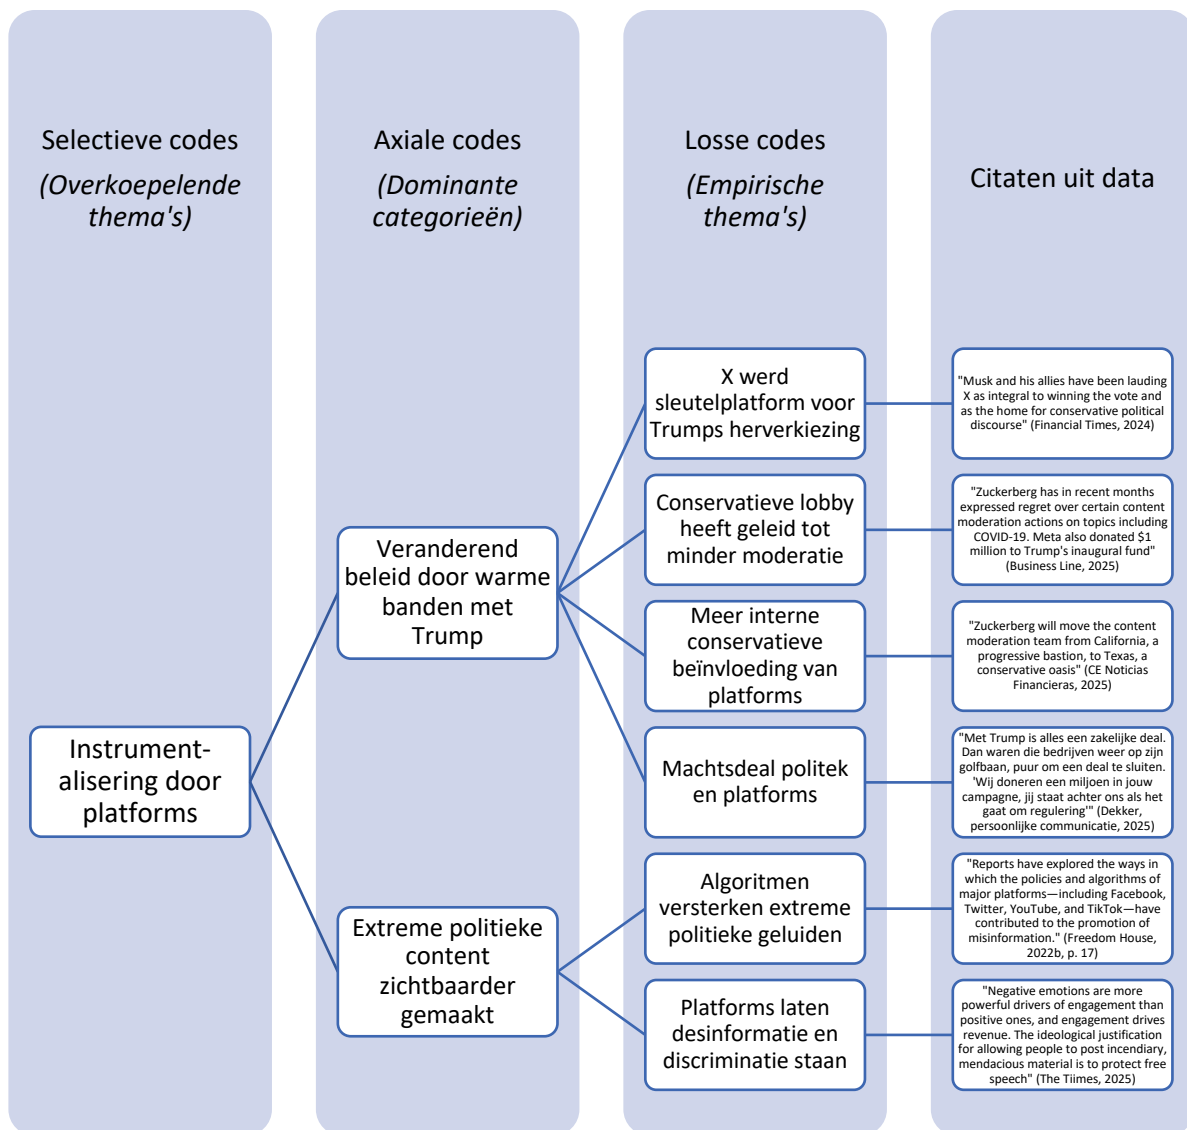 Selectieve codes
(Overkoepelende
thema's)
Axiale codes
(Dominante
categorieën)
Losse codes
(Empirische
thema's)
Citaten uit data
Instrument-
alisering door
platforms
Veranderend
beleid door warme
banden met
Trump
X werd
sleutelplatform voor
Trumps herverkiezing
"Musk and his allies have been lauding
X as integral to winning the vote and
as the home for conservative political
discourse" (Financial Times, 2024)
Conservatieve lobby
heeft geleid tot
minder moderatie
"Zuckerberg has in recent months
expressed regret over certain content
moderation actions on topics including
COVID-19. Meta also donated $1
million to Trump's inaugural fund"
(Business Line, 2025)
Meer interne
conservatieve
beïnvloeding van
platforms
"Zuckerberg will move the content
moderation team from California, a
progressive bastion, to Texas, a
conservative oasis" (CE Noticias
Financieras, 2025)
Machtsdeal politek
en platforms
"Met Trump is alles een zakelijke deal.
Dan waren die bedrijven weer op zijn
golfbaan, puur om een deal te sluiten.
'Wij doneren een miljoen in jouw
campagne, jij staat achter ons als het
gaat om regulering'" (Dekker,
persoonlijke communicatie, 2025)
Extreme politieke
content
zichtbaarder
gemaakt
Algoritmen
versterken extreme
politieke geluiden
"Reports have explored the ways in
which the policies and algorithms of
major platforms—including Facebook,
Twitter, YouTube, and TikTok—have
contributed to the promotion of
misinformation." (Freedom House,
2022b, p. 17)
Platforms laten
desinformatie en
discriminatie staan
"Negative emotions are more
powerful drivers of engagement than
positive ones, and engagement drives
revenue. The ideological justification
for allowing people to post incendiary,
mendacious material is to protect free
speech" (The Tiimes, 2025)